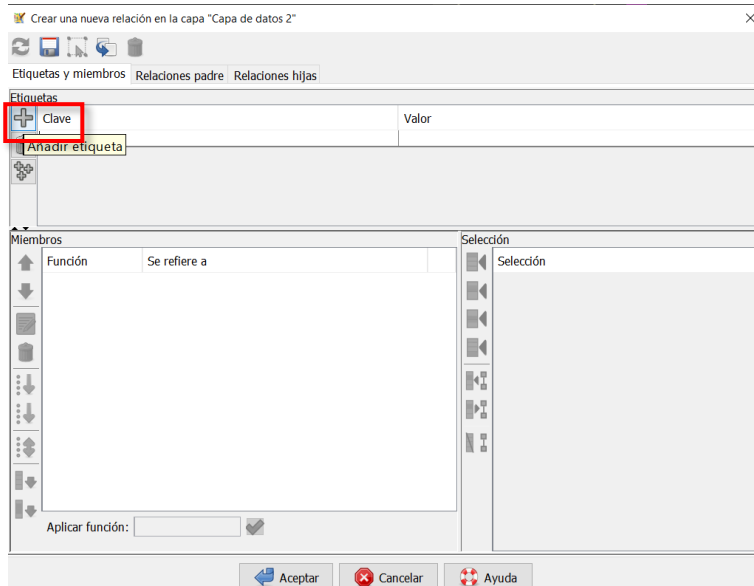 Crear una nueva relación en la capa "Capa de datos 2"
Etiquetas y miembros Relaciones padre Relaciones hijas
Etiquetas
Clave Valor
Añadir etiqueta
Miembros Selección
Función Se refiere a Selección
Aplicar función:
Aceptar Cancelar Ayuda